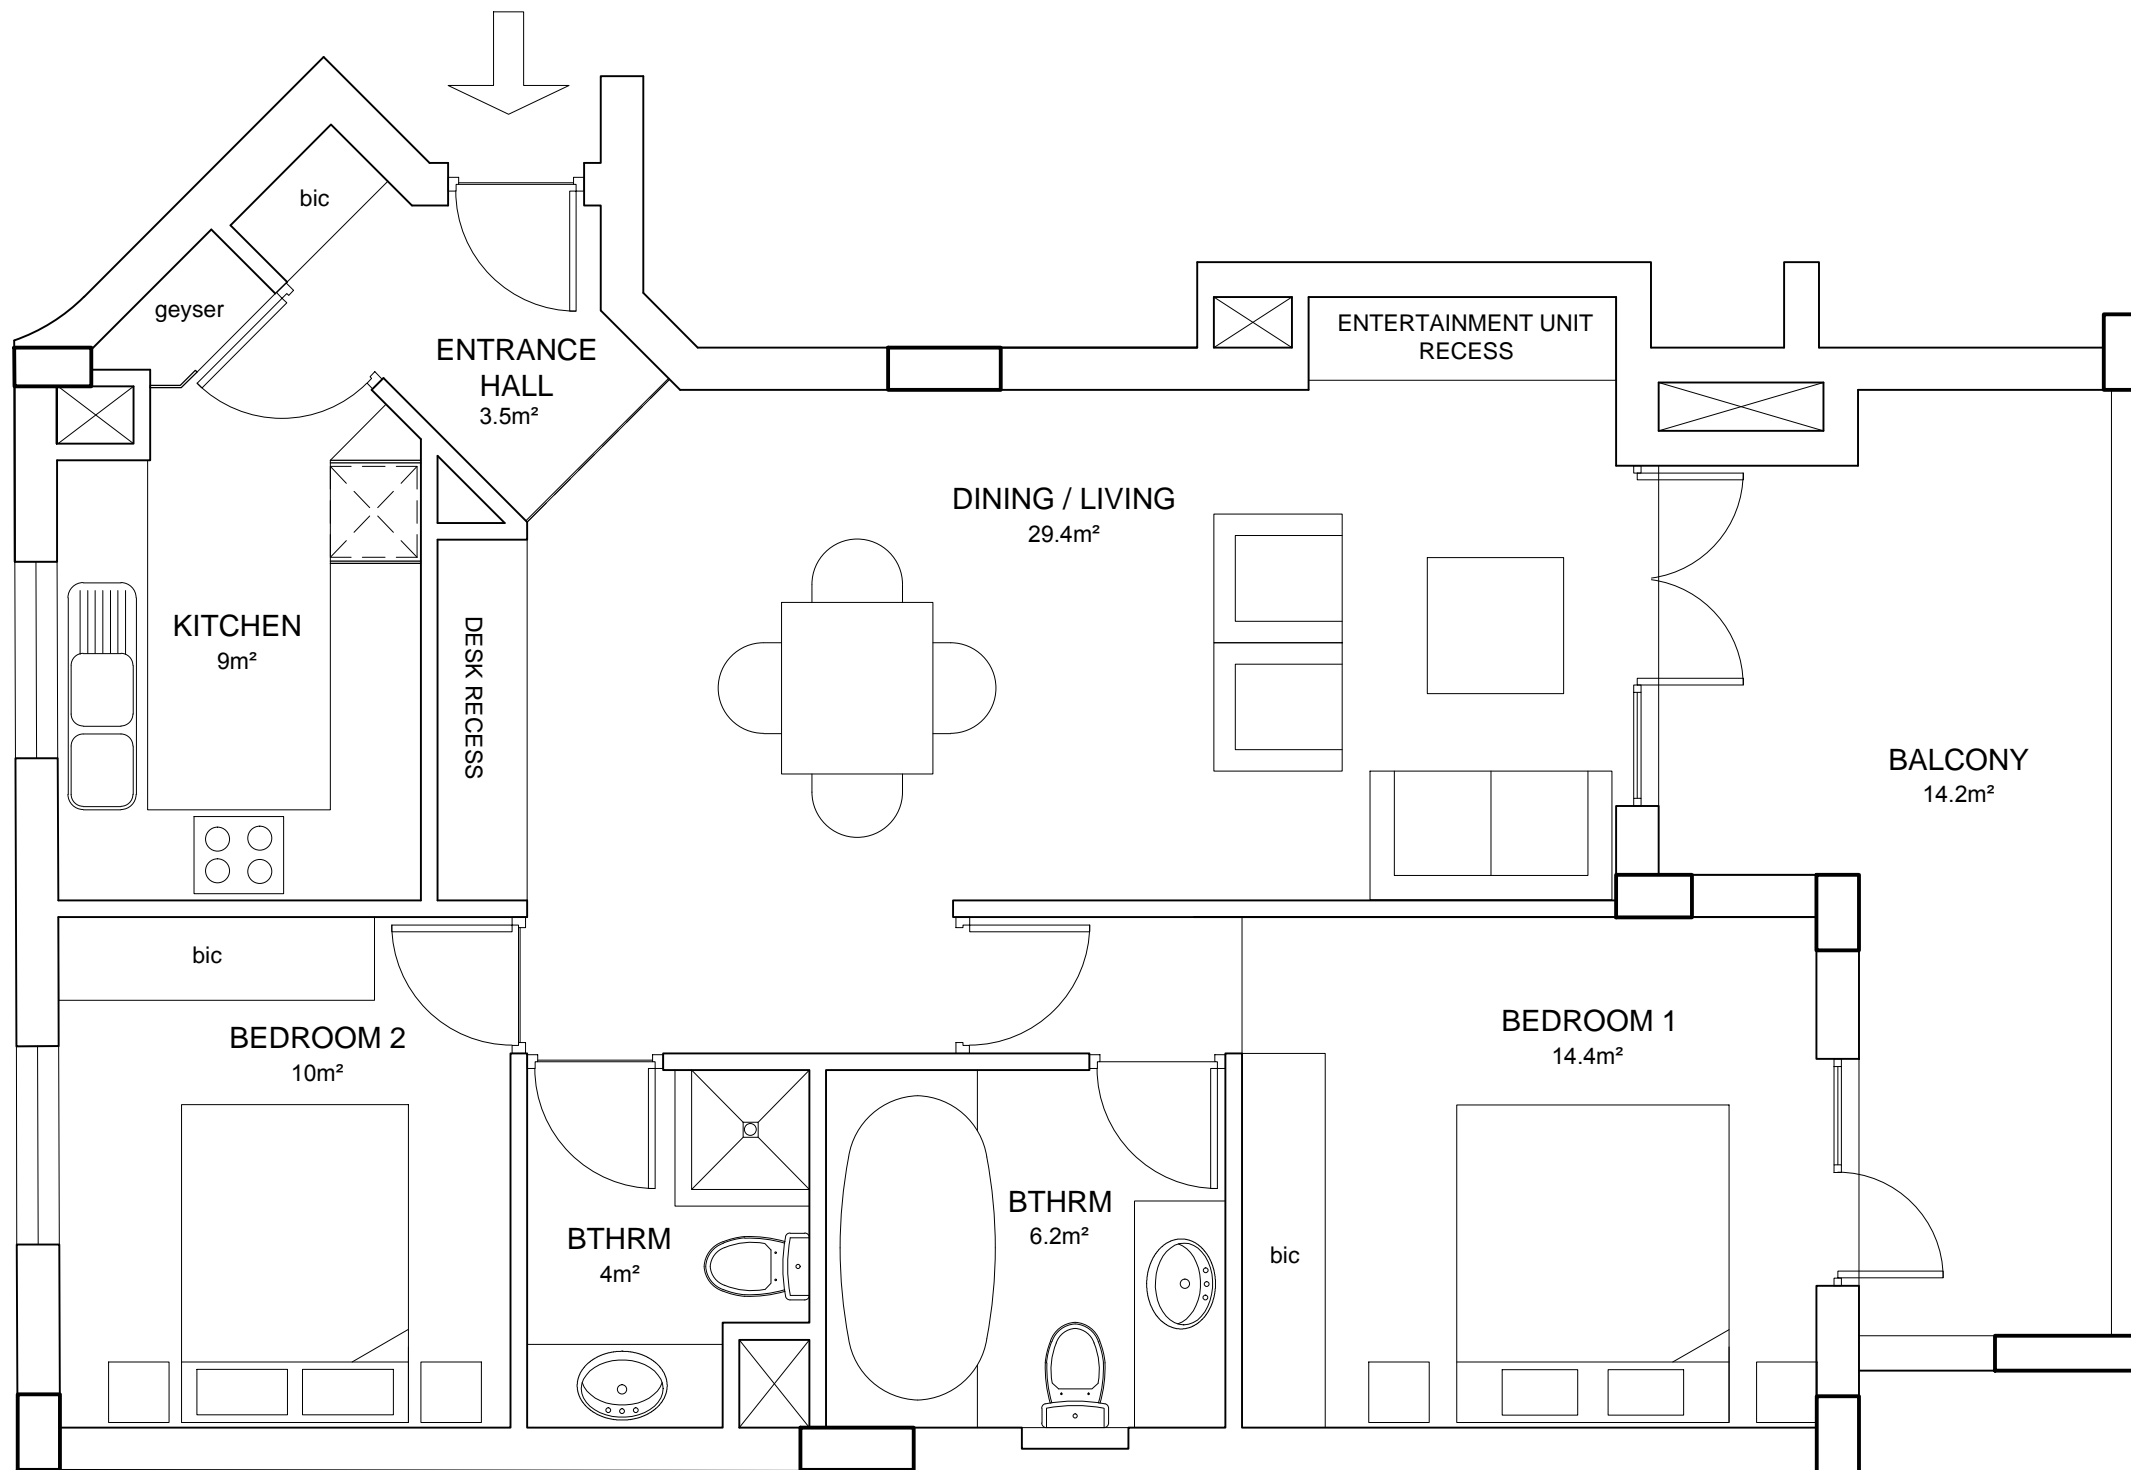 bic
geyser
ENTRANCE
HALL
3.5m²
ENTERTAINMENT UNIT
RECESS
DINING / LIVING
29.4m²
KITCHEN
9m²
DESK RECESS
BALCONY
14.2m²
bic
BEDROOM 2
10m²
BEDROOM 1
14.4m²
BTHRM
4m²
BTHRM
6.2m²
bic